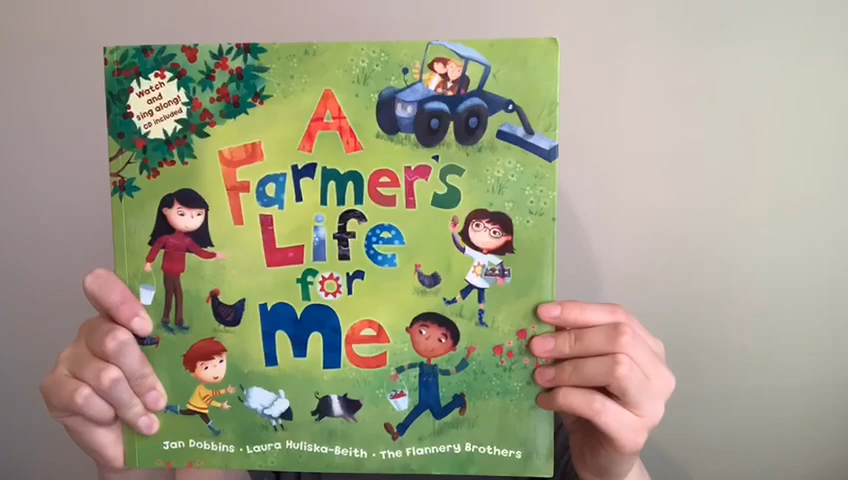 Watch
and
sing along!
CD included
A
Farmer's
Life
for
Me
Jan Dobbins • Laura Huliska-Beith • The Flannery Brothers